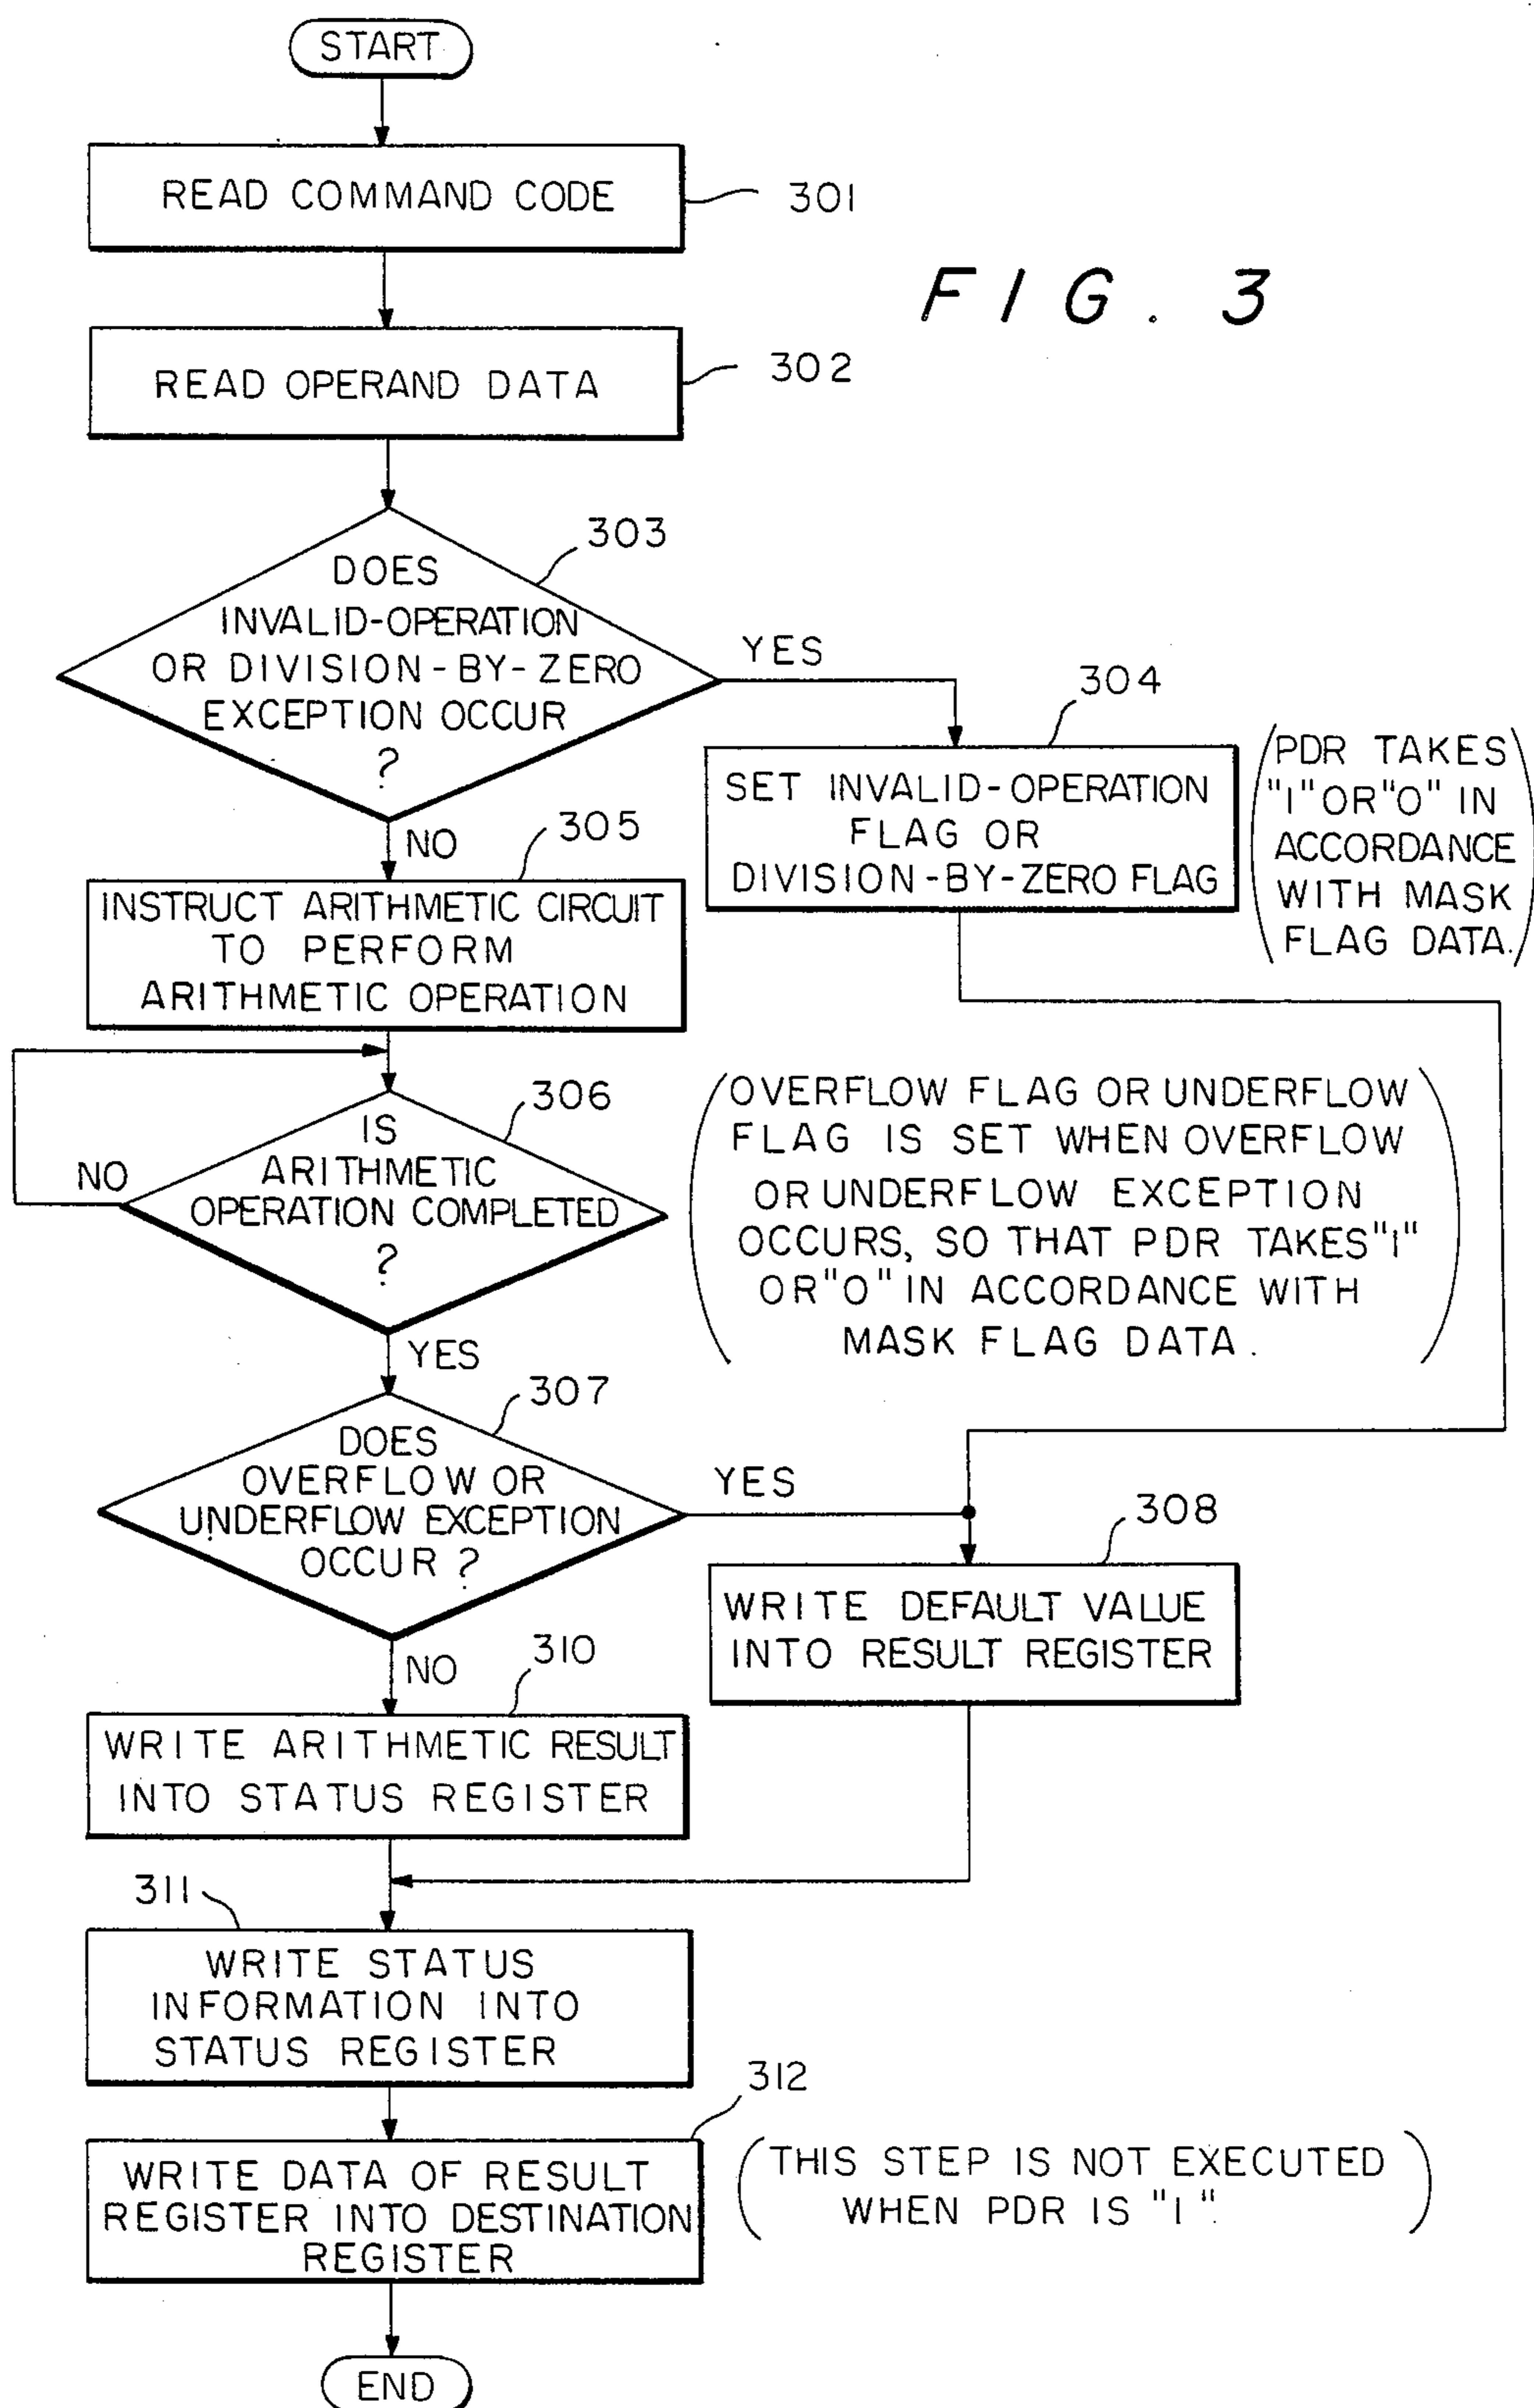 START
READ COMMAND CODE
301
FIG. 3
READ OPERAND DATA
302
303
DOES
INVALID-OPERATION
OR DIVISION-BY-ZERO
EXCEPTION OCCUR
?
YES
304
SET INVALID-OPERATION
FLAG OR
DIVISION-BY-ZERO FLAG
(PDR TAKES
"1" OR "0" IN
ACCORDANCE
WITH MASK
FLAG DATA.)
NO
305
INSTRUCT ARITHMETIC CIRCUIT
TO PERFORM
ARITHMETIC OPERATION
306
IS
ARITHMETIC
OPERATION COMPLETED
?
NO
(OVERFLOW FLAG OR UNDERFLOW
FLAG IS SET WHEN OVERFLOW
OR UNDERFLOW EXCEPTION
OCCURS, SO THAT PDR TAKES "1"
OR "0" IN ACCORDANCE WITH
MASK FLAG DATA.)
YES
307
DOES
OVERFLOW OR
UNDERFLOW EXCEPTION
OCCUR ?
YES
308
WRITE DEFAULT VALUE
INTO RESULT REGISTER
NO
310
WRITE ARITHMETIC RESULT
INTO STATUS REGISTER
311
WRITE STATUS
INFORMATION INTO
STATUS REGISTER
312
WRITE DATA OF RESULT
REGISTER INTO DESTINATION
REGISTER
(THIS STEP IS NOT EXECUTED
WHEN PDR IS "1".)
END